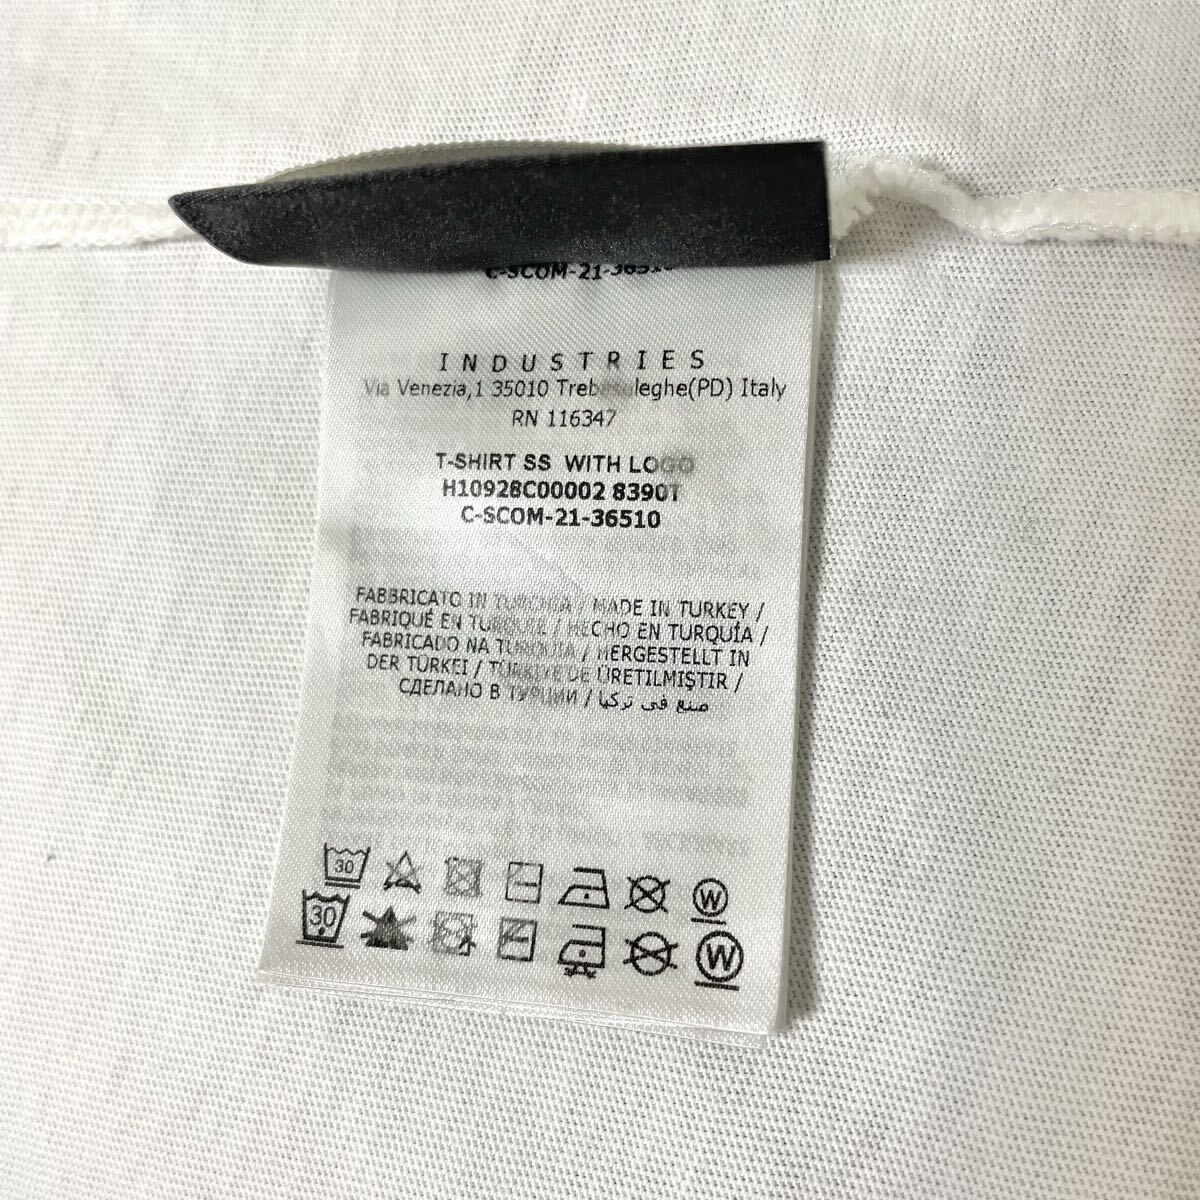 C-SCOM-21-36510
INDUSTRIES
Via Venezia,1 35010 Trebaseleghe(PD) Italy
RN 116347
T-SHIRT SS WITH LOGO
H10928C00002 8390T
C-SCOM-21-36510
FABBRICATO IN TURCHIA / MADE IN TURKEY /
FABRIQUÉ EN TURQUIE / HECHO EN TURQUÍA /
FABRICADO NA TURQUIA / HERGESTELLT IN
DER TÜRKEI / TÜRKİYE'DE ÜRETILMIŞTIR /
СДЕЛАНО В ТУРЦИИ / صنع في تركيا
30 W
30 W